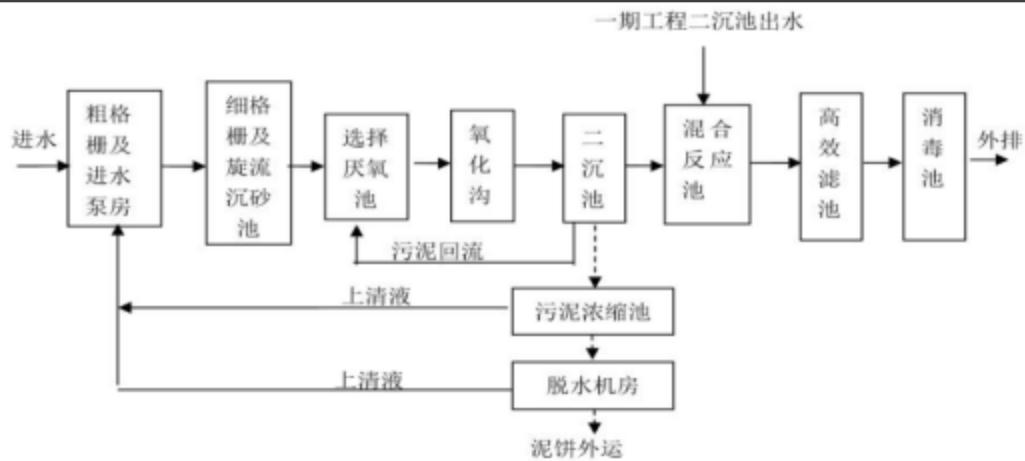 一期工程二沉池出水
进水
粗格
栅及
进水
泵房
细格
栅及
旋流
沉砂
池
选择
厌氧
池
氧
化
沟
二
沉
池
混合
反应
池
高
效
滤
池
消
毒
池
外排
污泥回流
上清液
污泥浓缩池
上清液
脱水机房
泥饼外运